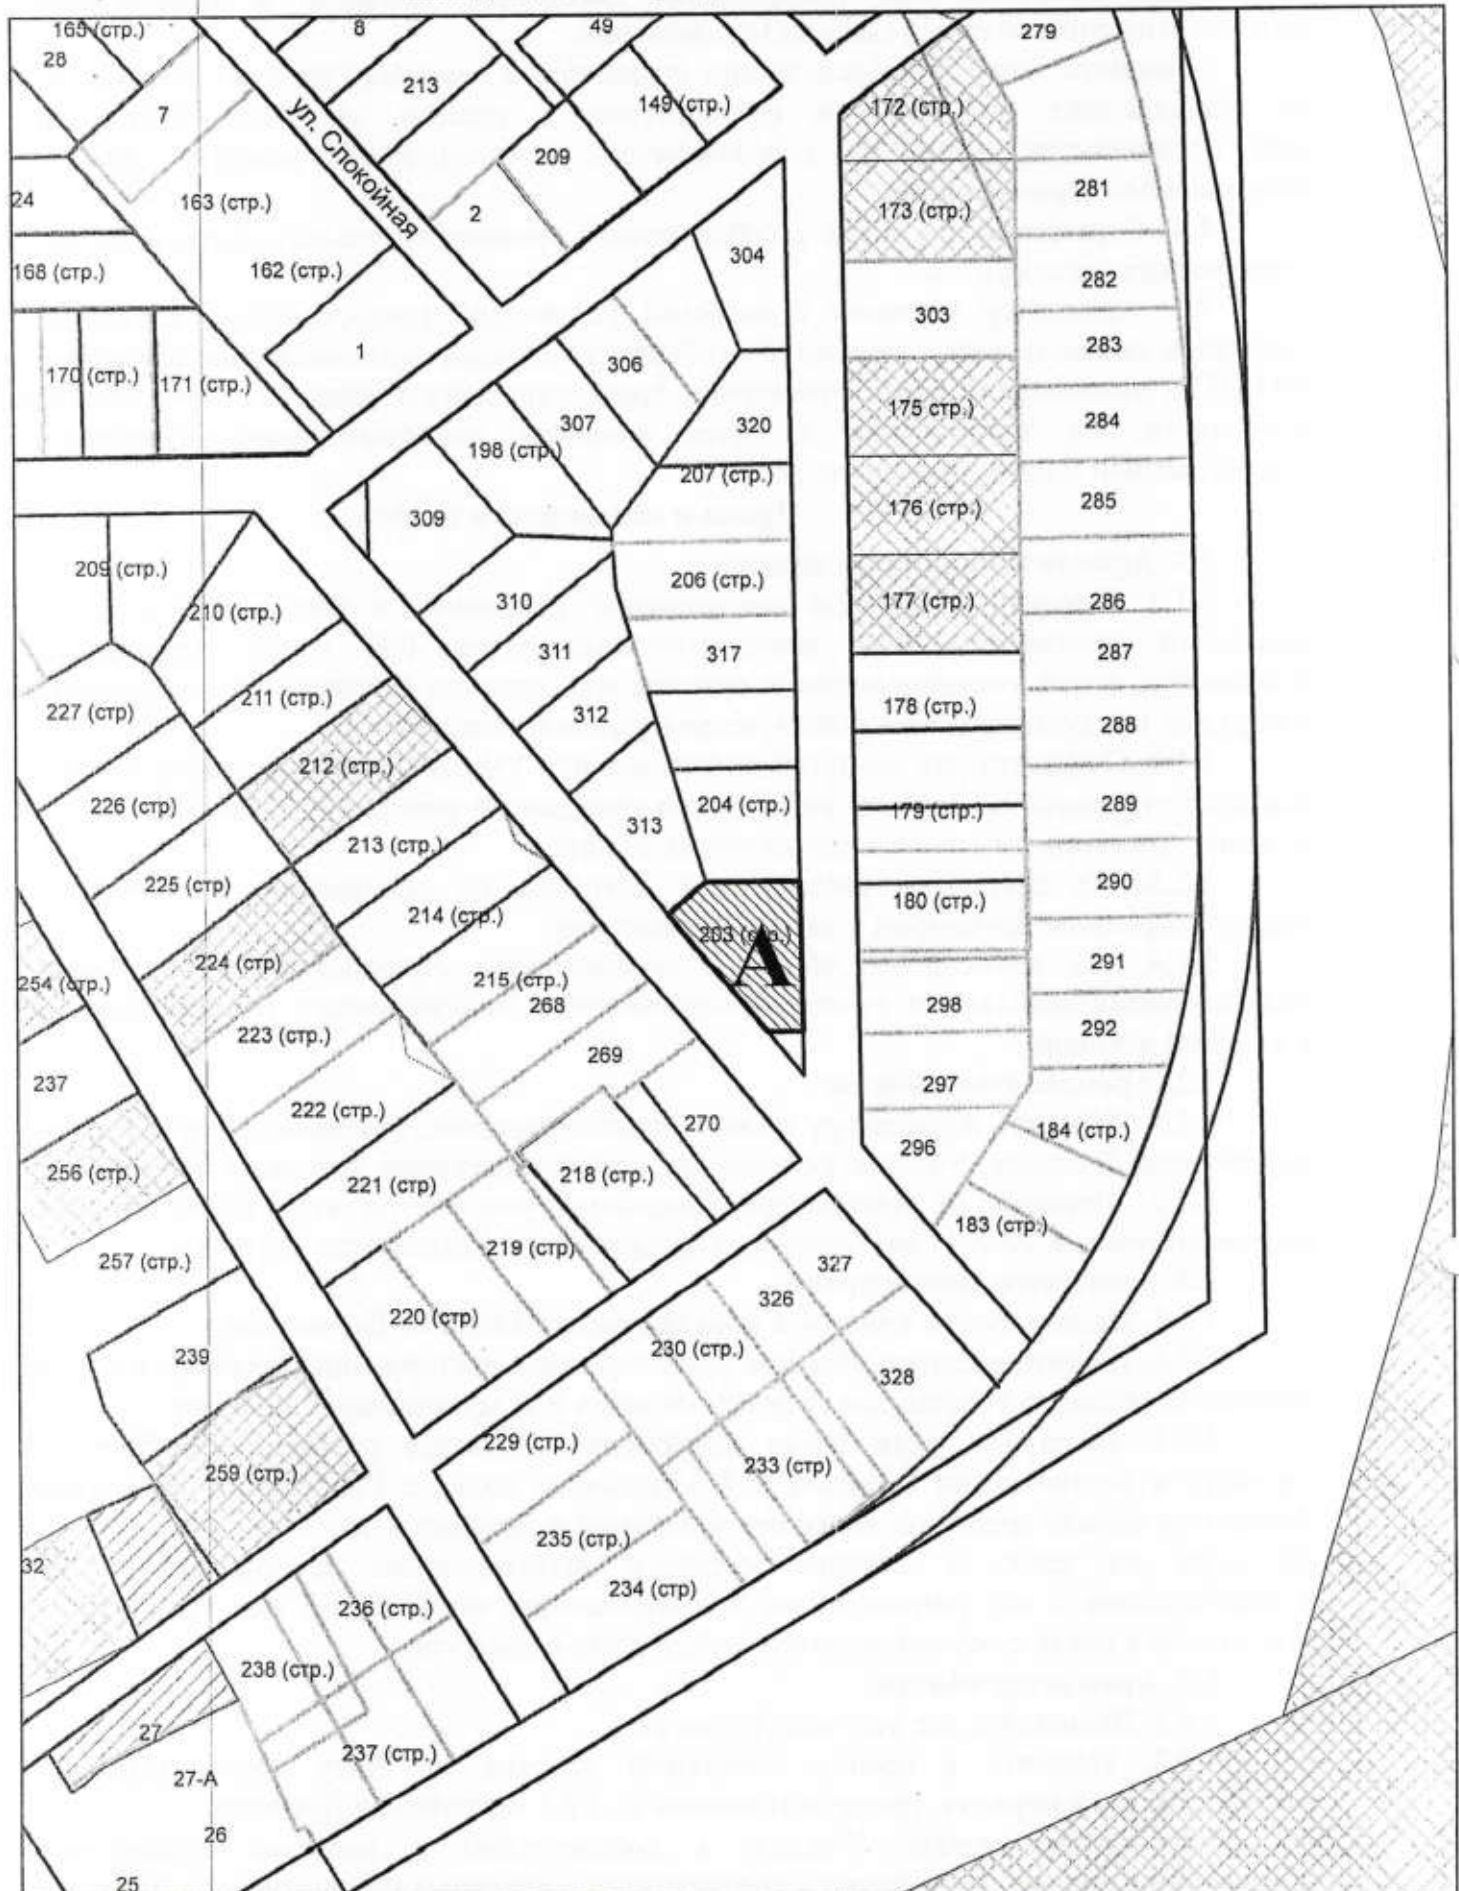 165 (стр.)
28
7
8
213
49
149 (стр.)
279
172 (стр.)
ул. Спокойная
209
2
24
163 (стр.)
281
173 (стр.)
168 (стр.)
162 (стр.)
304
282
303
283
1
306
170 (стр.)
171 (стр.)
307
320
175 стр.)
284
198 (стр.)
207 (стр.)
309
176 (стр.)
285
209 (стр.)
206 (стр.)
210 (стр.)
310
177 (стр.)
286
311
317
287
211 (стр.)
227 (стр)
312
178 (стр.)
288
212 (стр.)
226 (стр)
204 (стр.)
179 (стр.)
289
313
213 (стр.)
225 (стр)
290
180 (стр.)
214 (стр.)
203 (стр.)
А
224 (стр)
291
254 (стр.)
215 (стр.)
268
298
292
223 (стр.)
269
237
297
222 (стр.)
270
184 (стр.)
296
256 (стр.)
218 (стр.)
221 (стр)
183 (стр.)
219 (стр)
257 (стр.)
327
326
220 (стр)
230 (стр.)
239
328
229 (стр.)
233 (стр)
259 (стр.)
235 (стр.)
32
234 (стр)
236 (стр.)
238 (стр.)
27
237 (стр.)
27-А
26
25